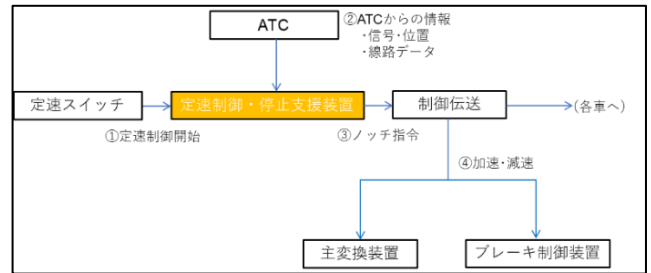 ATC
②ATCからの情報
・信号・位置
・線路データ
定速スイッチ
定速制御・停止支援装置
制御伝送
(各車へ)
①定速制御開始
③ノッチ指令
④加速・減速
主変換装置
ブレーキ制御装置